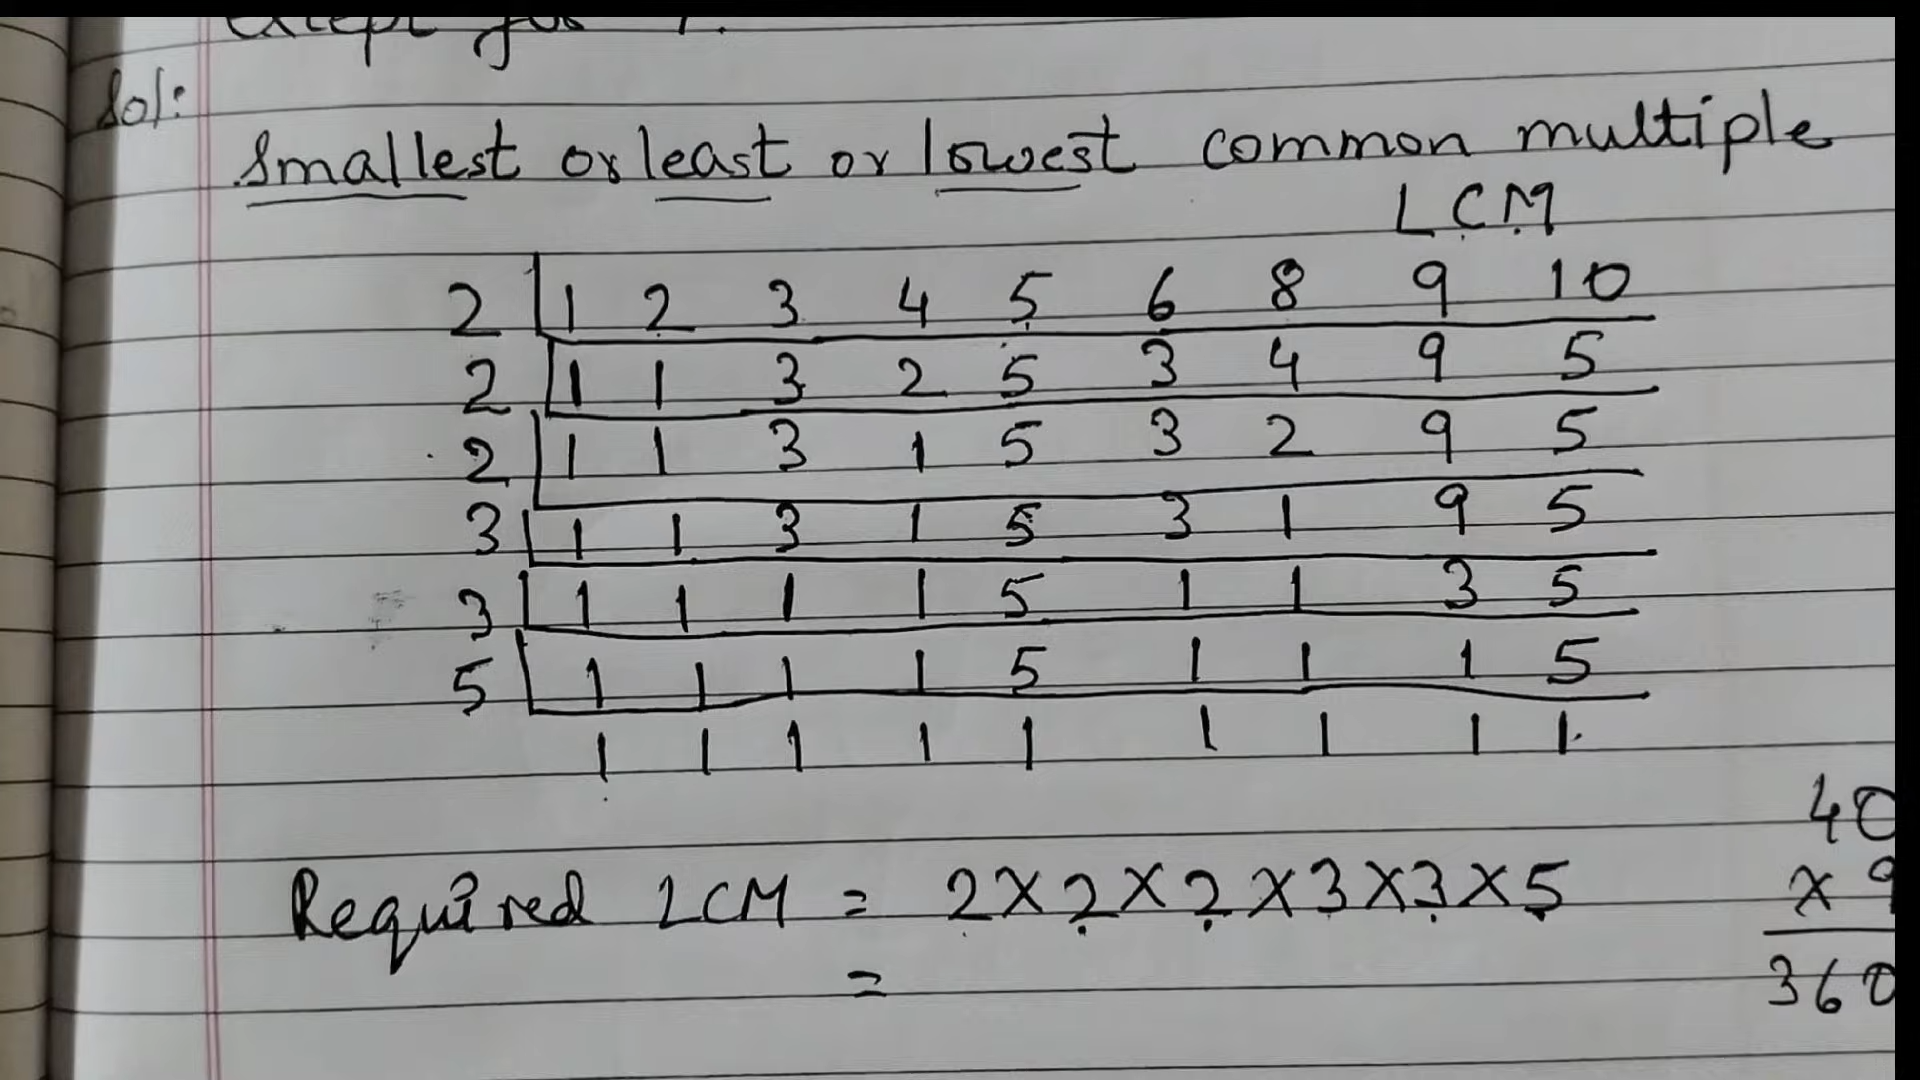 except for 7.
Sol:
Smallest or least or lowest common multiple
LCM
2 1 2 3 4 5 6 8 9 10
2 1 1 3 2 5 3 4 9 5
2 1 1 3 1 5 3 2 9 5
3 1 1 3 1 5 3 1 9 5
3 1 1 1 1 5 1 1 3 5
5 1 1 1 1 5 1 1 1 5
1 1 1 1 1 1 1 1 1
40
Required LCM = 2×2×2×3×3×5
× 9
=
360